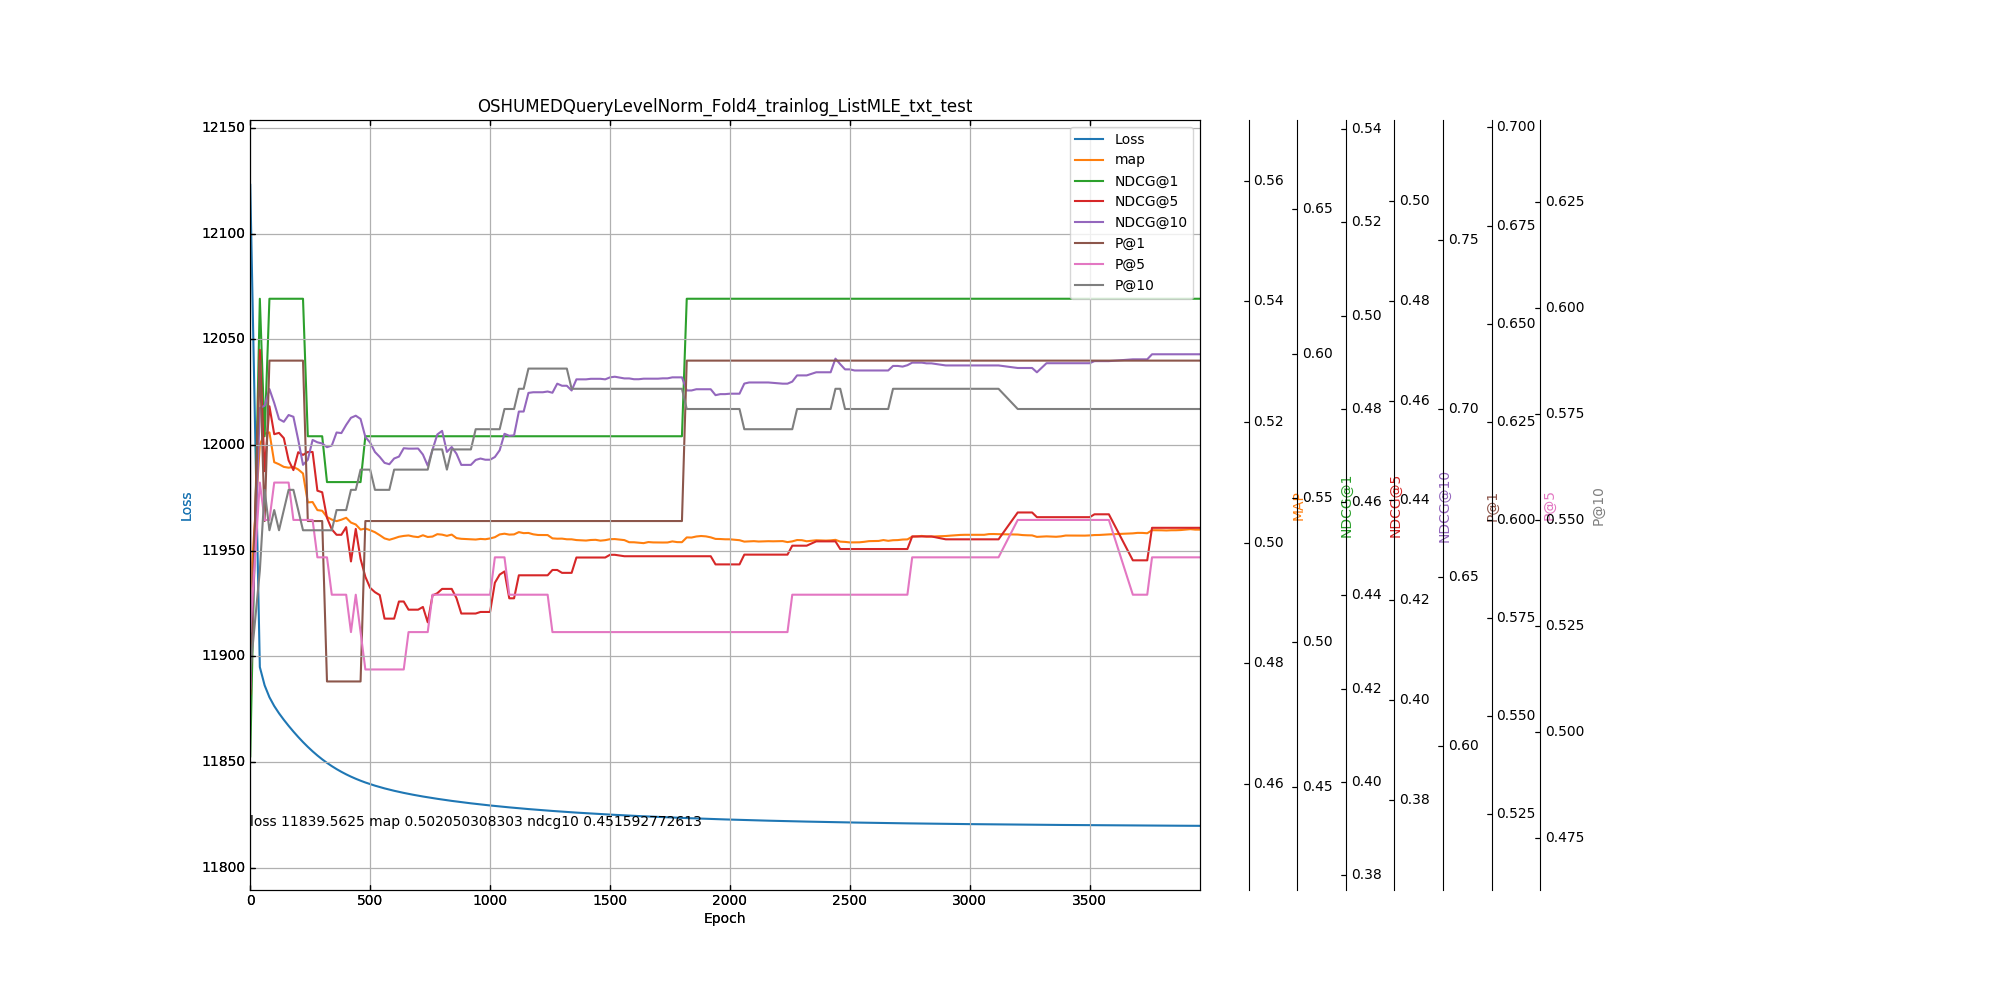 OSHUMEDQueryLevelNorm_Fold4_trainlog_ListMLE_txt_test
Loss
12150
12100
12050
12000
11950
11900
11850
11800
0 500 1000 1500 2000 2500 3000 3500
Epoch
loss 11839.5625 map 0.502050308303 ndcg10 0.451592772613
Loss
map
NDCG@1
NDCG@5
NDCG@10
P@1
P@5
P@10
0.56
0.54
0.52
0.50
0.48
0.46
MAP
0.65
0.60
0.55
0.50
0.45
NDCG@1
0.54
0.52
0.50
0.48
0.46
0.44
0.42
0.40
0.38
NDCG@5
0.50
0.48
0.46
0.44
0.42
0.40
0.38
NDCG@10
0.75
0.70
0.65
0.60
P@1
0.700
0.675
0.650
0.625
0.600
0.575
0.550
0.525
P@5
0.625
0.600
0.575
0.550
0.525
0.500
0.475
P@10